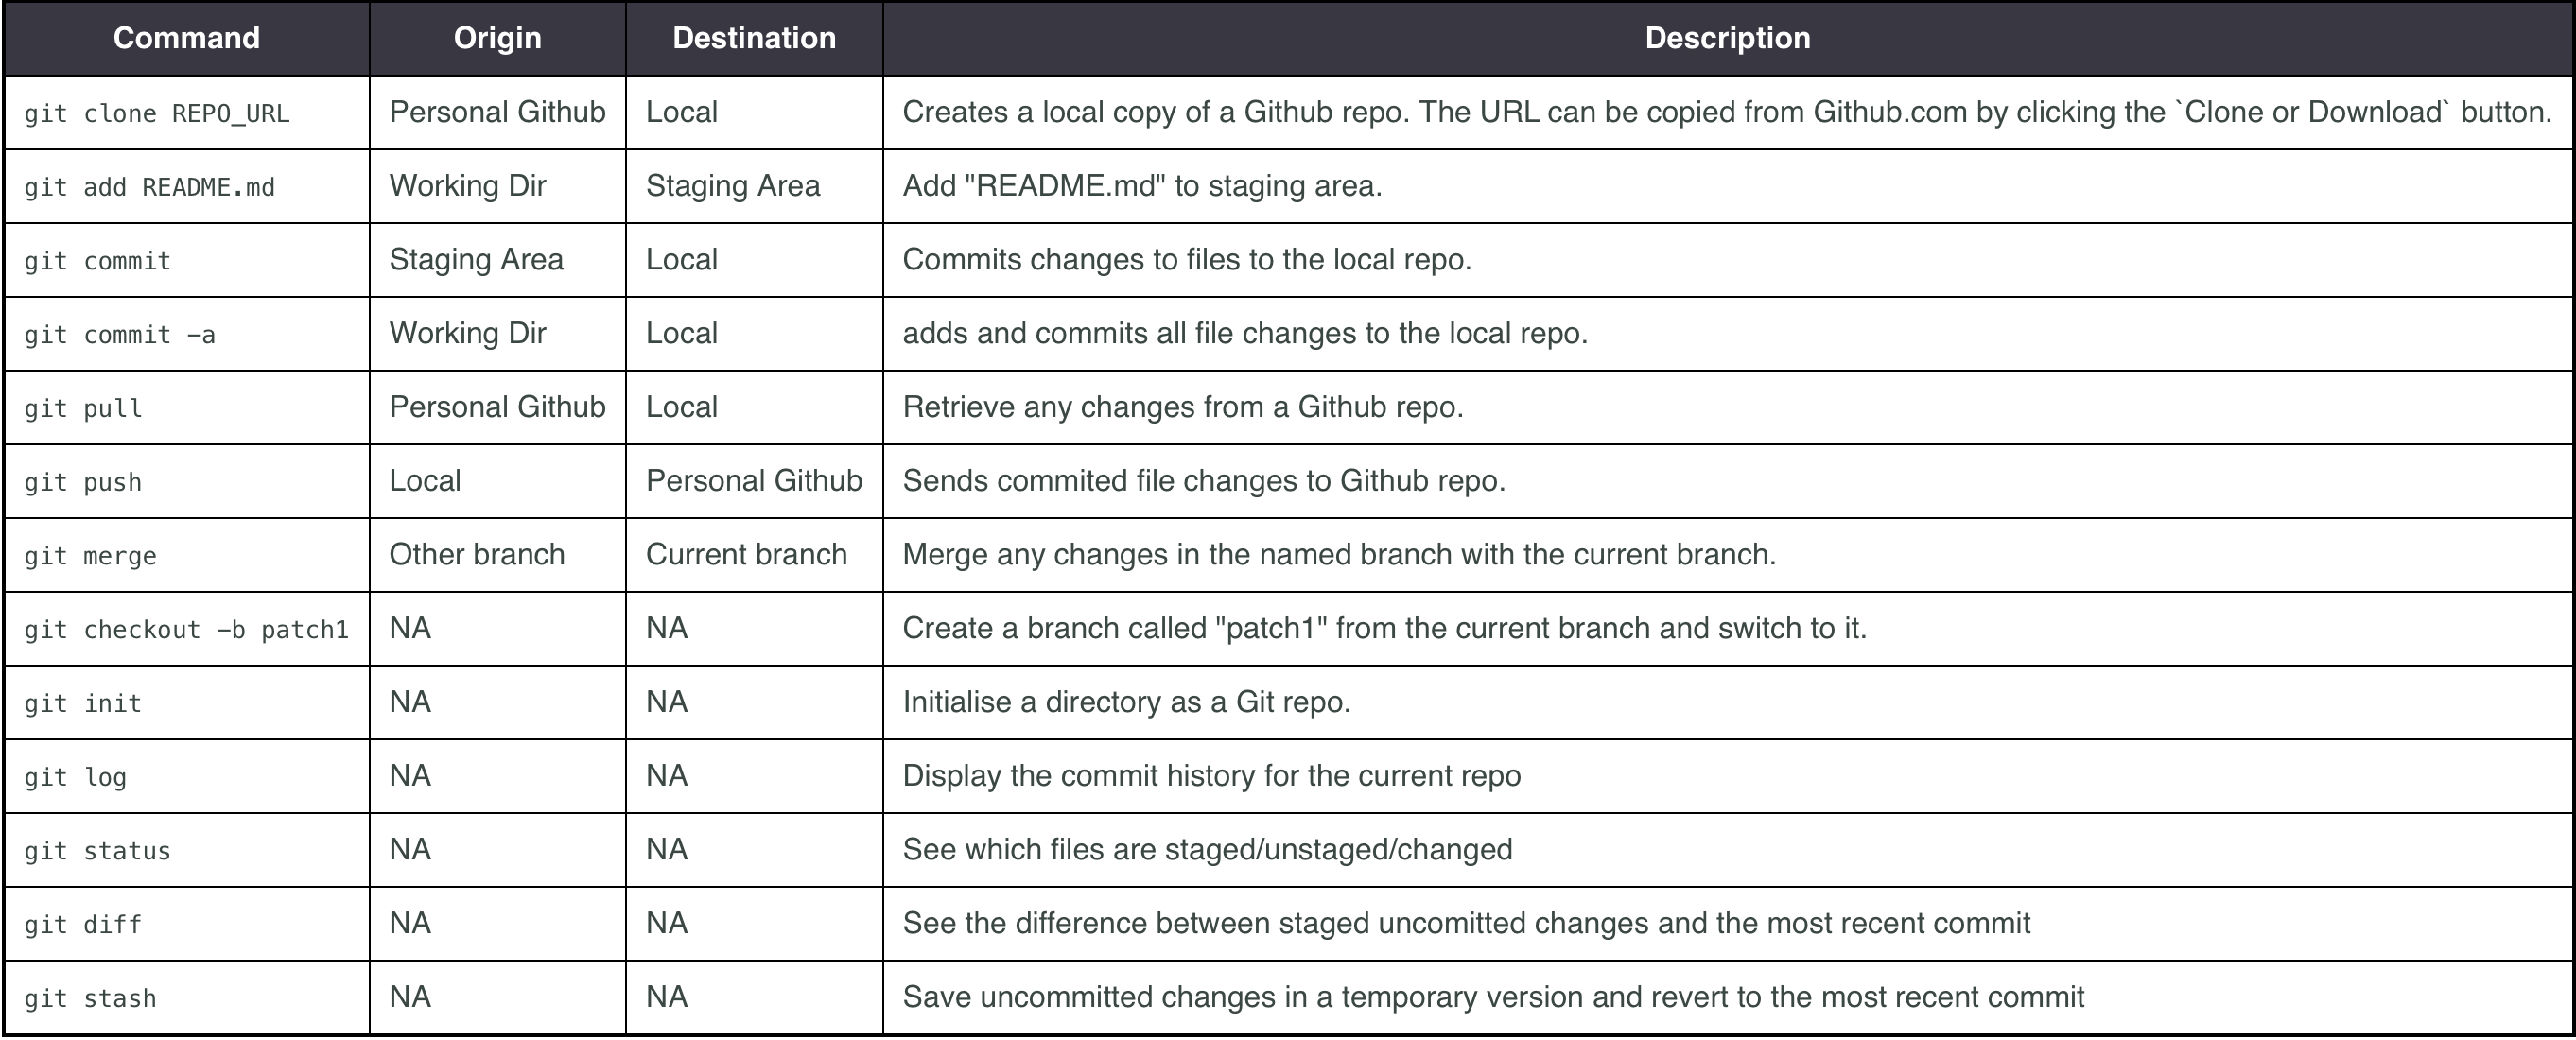 Command Origin Destination Description
git clone REPO_URL Personal Github Local Creates a local copy of a Github repo. The URL can be copied from Github.com by clicking the `Clone or Download` button.
git add README.md Working Dir Staging Area Add "README.md" to staging area.
git commit Staging Area Local Commits changes to files to the local repo.
git commit -a Working Dir Local adds and commits all file changes to the local repo.
git pull Personal Github Local Retrieve any changes from a Github repo.
git push Local Personal Github Sends commited file changes to Github repo.
git merge Other branch Current branch Merge any changes in the named branch with the current branch.
git checkout -b patch1 NA NA Create a branch called "patch1" from the current branch and switch to it.
git init NA NA Initialise a directory as a Git repo.
git log NA NA Display the commit history for the current repo
git status NA NA See which files are staged/unstaged/changed
git diff NA NA See the difference between staged uncomitted changes and the most recent commit
git stash NA NA Save uncommitted changes in a temporary version and revert to the most recent commit